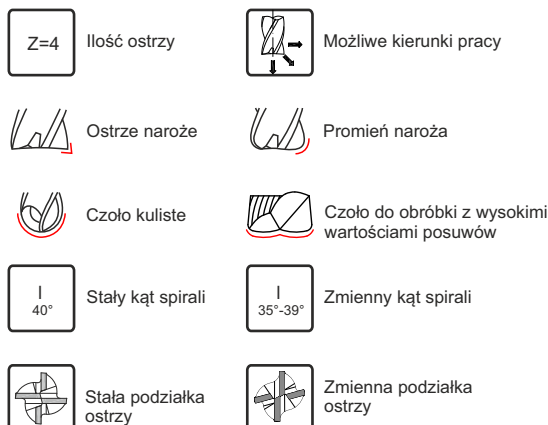 Z=4
Ilość ostrzy
Możliwe kierunki pracy
Ostrze naroże
Promień naroża
Czoło kuliste
Czoło do obróbki z wysokimi
wartościami posuwów
I
40°
Stały kąt spirali
I
35°-39°
Zmienny kąt spirali
Stała podziałka
ostrzy
Zmienna podziałka
ostrzy